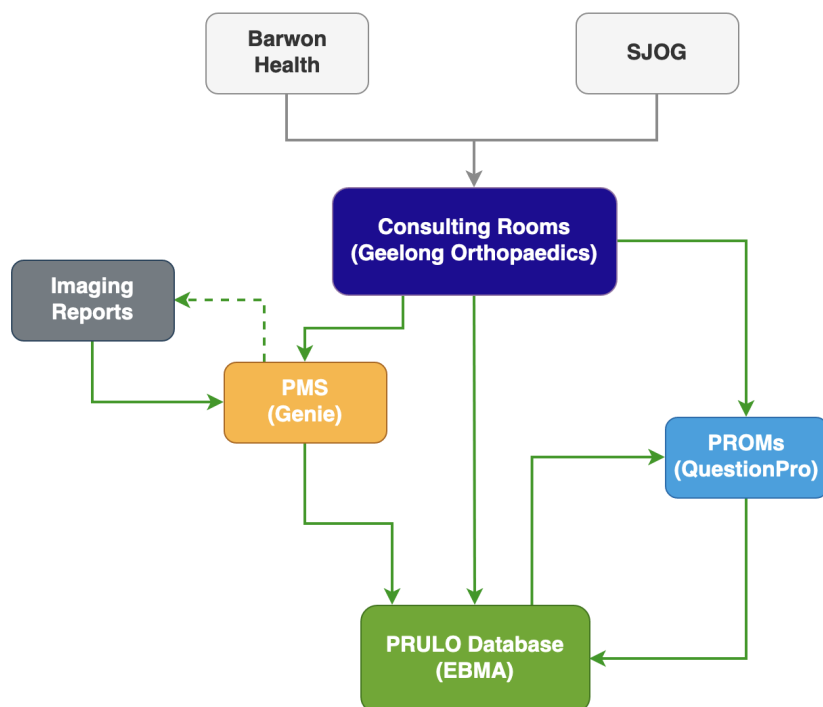 Barwon
Health
SJOG
Consulting Rooms
(Geelong Orthopaedics)
Imaging
Reports
PMS
(Genie)
PROMs
(QuestionPro)
PRULO Database
(EBMA)